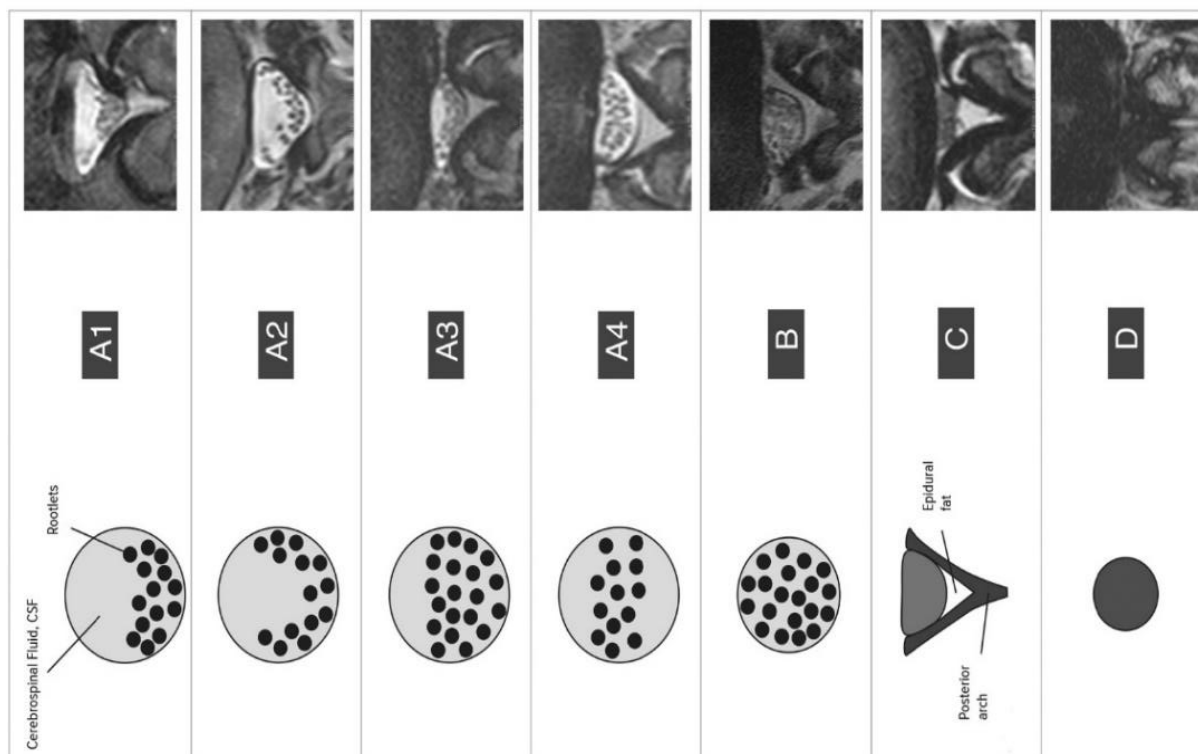 A1
A2
A3
A4
B
C
D
Rootlets
Cerebrospinal Fluid, CSF
Epidural
fat
Posterior
arch